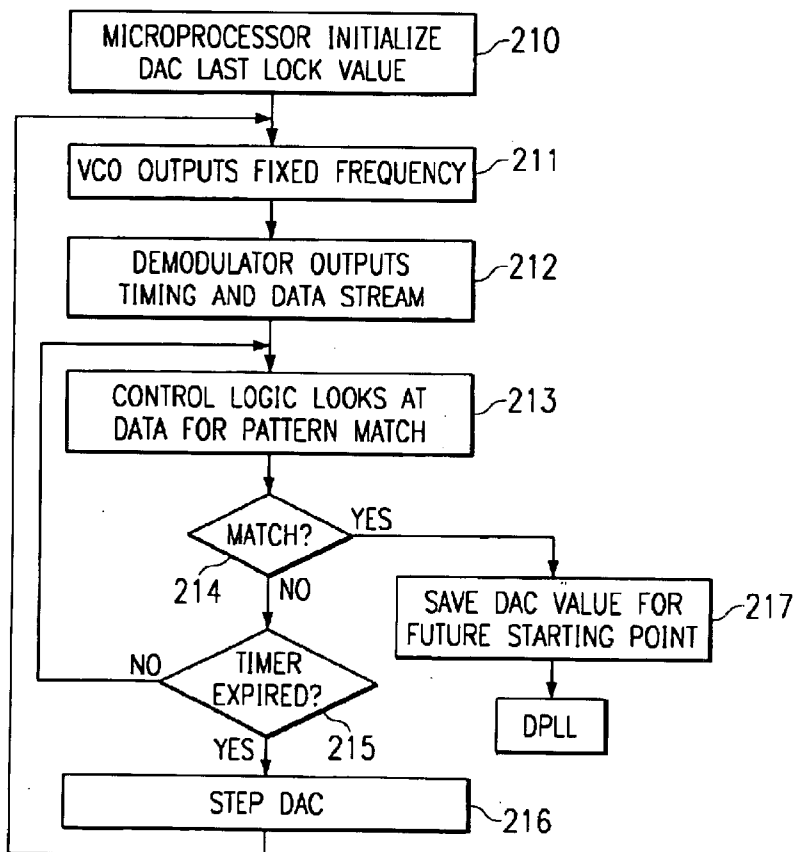 MICROPROCESSOR INITIALIZE
DAC LAST LOCK VALUE
210
VCO OUTPUTS FIXED FREQUENCY
211
DEMODULATOR OUTPUTS
TIMING AND DATA STREAM
212
CONTROL LOGIC LOOKS AT
DATA FOR PATTERN MATCH
213
MATCH?
YES
214
NO
SAVE DAC VALUE FOR
FUTURE STARTING POINT
217
NO
TIMER
EXPIRED?
DPLL
YES
215
STEP DAC
216